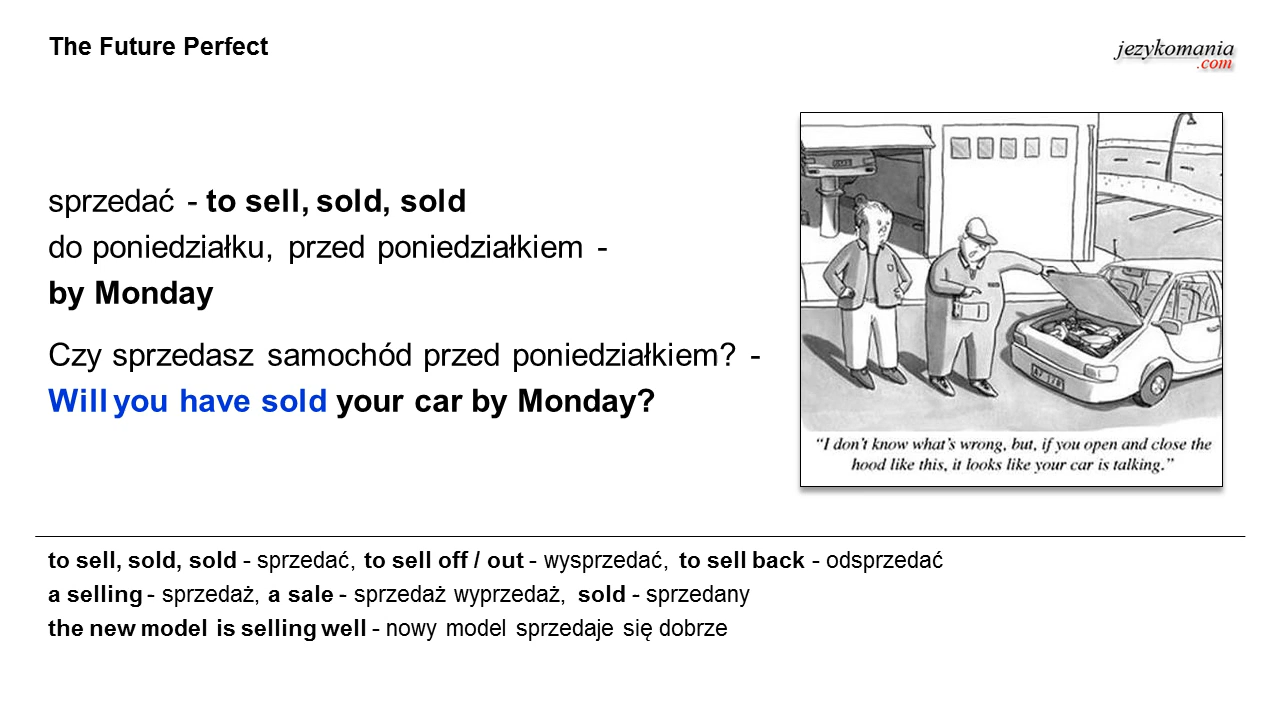 The Future Perfect
jezykomania
.com
sprzedać - to sell, sold, sold
do poniedziałku, przed poniedziałkiem -
by Monday
Czy sprzedasz samochód przed poniedziałkiem? -
Will you have sold your car by Monday?
"I don't know what's wrong, but, if you open and close the
hood like this, it looks like your car is talking."
to sell, sold, sold - sprzedać, to sell off / out - wysprzedać, to sell back - odsprzedać
a selling - sprzedaż, a sale - sprzedaż wyprzedaż, sold - sprzedany
the new model is selling well - nowy model sprzedaje się dobrze